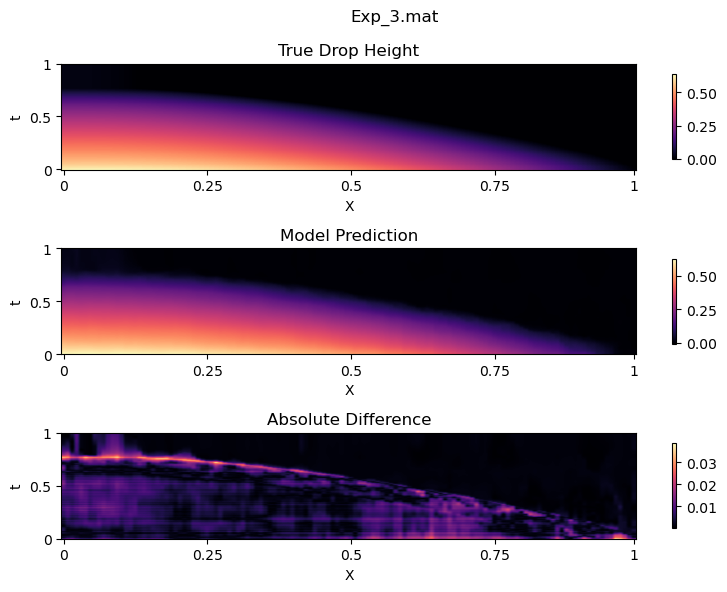 Exp_3.mat
True Drop Height
1
0.5
0
t
0 0.25 0.5 0.75 1
X
0.50
0.25
0.00
Model Prediction
1
0.5
0
t
0 0.25 0.5 0.75 1
X
0.50
0.25
0.00
Absolute Difference
1
0.5
0
t
0 0.25 0.5 0.75 1
X
0.03
0.02
0.01